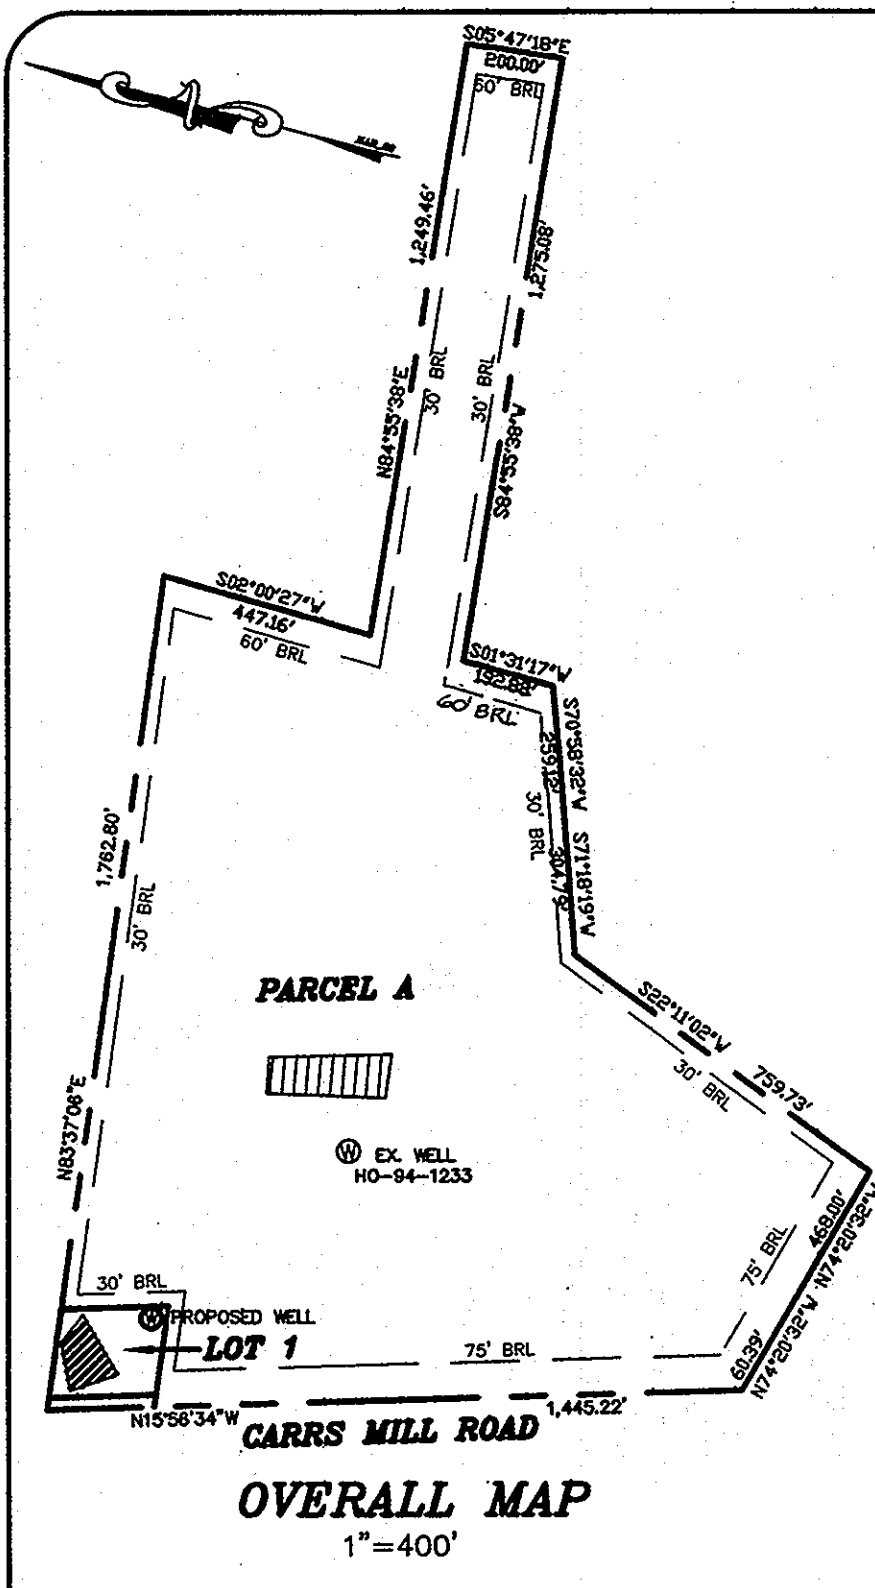 S05°47'18"E
200.00'
50' BRL
1,249.46'
1,275.08'
N84°55'38"E
30' BRL
30' BRL
S84°55'38"W
S02°00'27"W
447.16'
60' BRL
S01°31'17"W
192.88'
60' BRL
S70°58'32"W
259.12'
30' BRL
S71°18'19"W
304.79'
1,762.80'
30' BRL
PARCEL A
S22°11'02"W
759.73'
30' BRL
N83°37'06"E
W EX. WELL
HO-94-1233
468.00'
N74°20'32"W
75' BRL
30' BRL
W PROPOSED WELL
LOT 1
75' BRL
60.39'
N74°20'32"W
N15°58'34"W
1,445.22'
CARRS MILL ROAD
OVERALL MAP
1"=400'